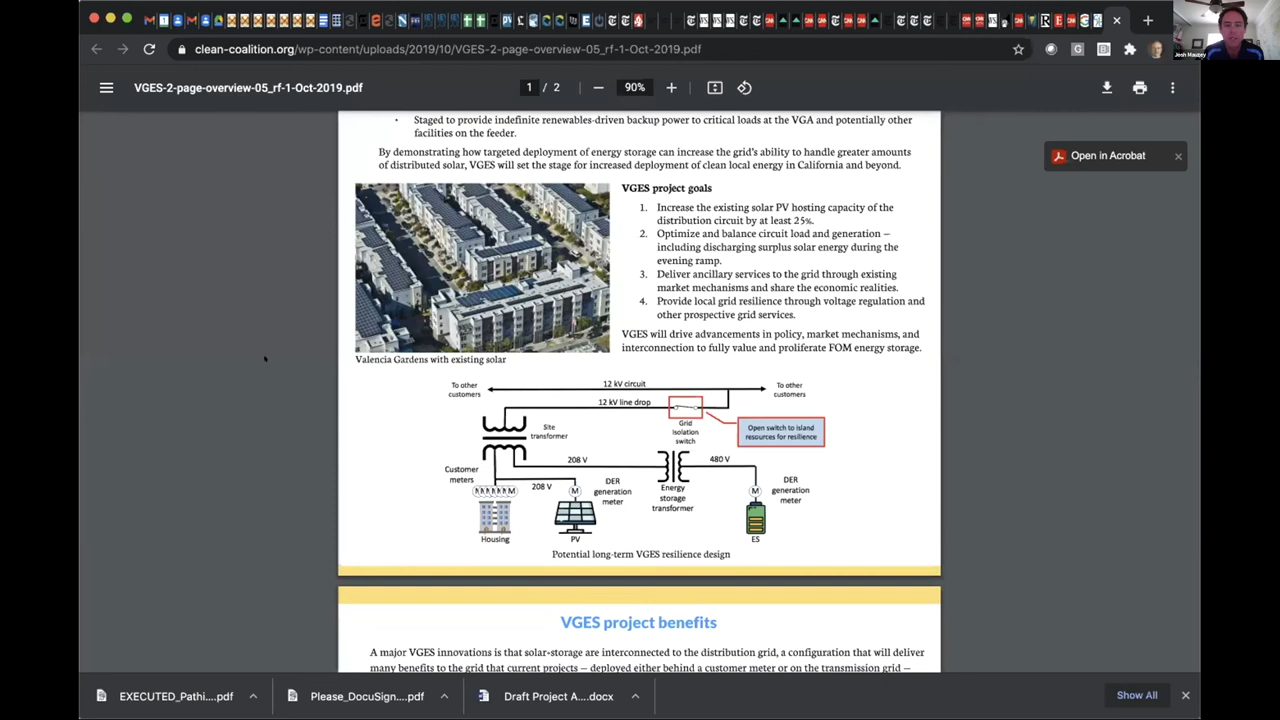 clean-coalition.org/wp-content/uploads/2019/10/VGES-2-page-overview-05_rf-1-Oct-2019.pdf
Josh Mauzey
VGES-2-page-overview-05_rf-1-Oct-2019.pdf
1 / 2
90%
Open in Acrobat
· Staged to provide indefinite renewables-driven backup power to critical loads at the VGA and potentially other
facilities on the feeder.
By demonstrating how targeted deployment of energy storage can increase the grid's ability to handle greater amounts
of distributed solar, VGES will set the stage for increased deployment of clean local energy in California and beyond.
VGES project goals
1. Increase the existing solar PV hosting capacity of the
distribution circuit by at least 25%.
2. Optimize and balance circuit load and generation –
including discharging surplus solar energy during the
evening ramp.
3. Deliver ancillary services to the grid through existing
market mechanisms and share the economic realities.
4. Provide local grid resilience through voltage regulation and
other prospective grid services.
VGES will drive advancements in policy, market mechanisms, and
interconnection to fully value and proliferate FOM energy storage.
Valencia Gardens with existing solar
To other
customers
12 kV circuit
To other
customers
12 kV line drop
Grid
isolation
switch
Open switch to island
resources for resilience
Site
transformer
208 V
480 V
Customer
meters
208 V
DER
generation
meter
Energy
storage
transformer
DER
generation
meter
M
M
M
Housing
PV
ES
Potential long-term VGES resilience design
VGES project benefits
A major VGES innovations is that solar+storage are interconnected to the distribution grid, a configuration that will deliver
many benefits to the grid that current projects – deployed either behind a customer meter or on the transmission grid –
EXECUTED_Pathi....pdf
Please_DocuSign....pdf
Draft Project A....docx
Show All